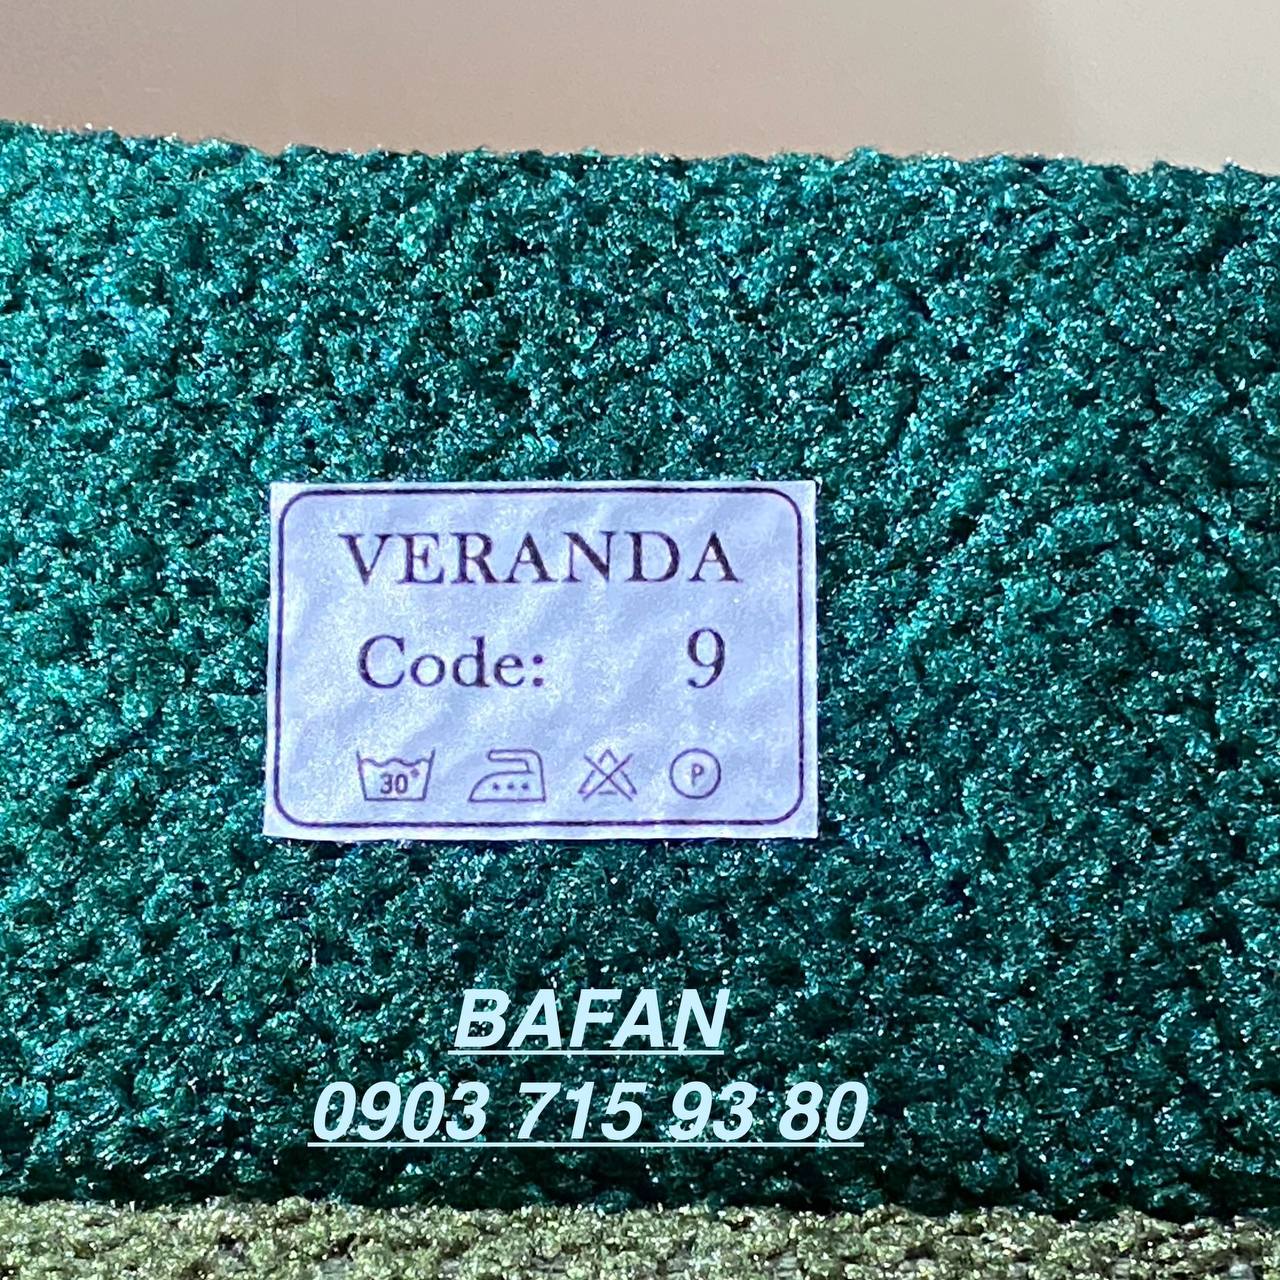 VERANDA
Code: 9
30°
P
BAFAN
0903 715 93 80